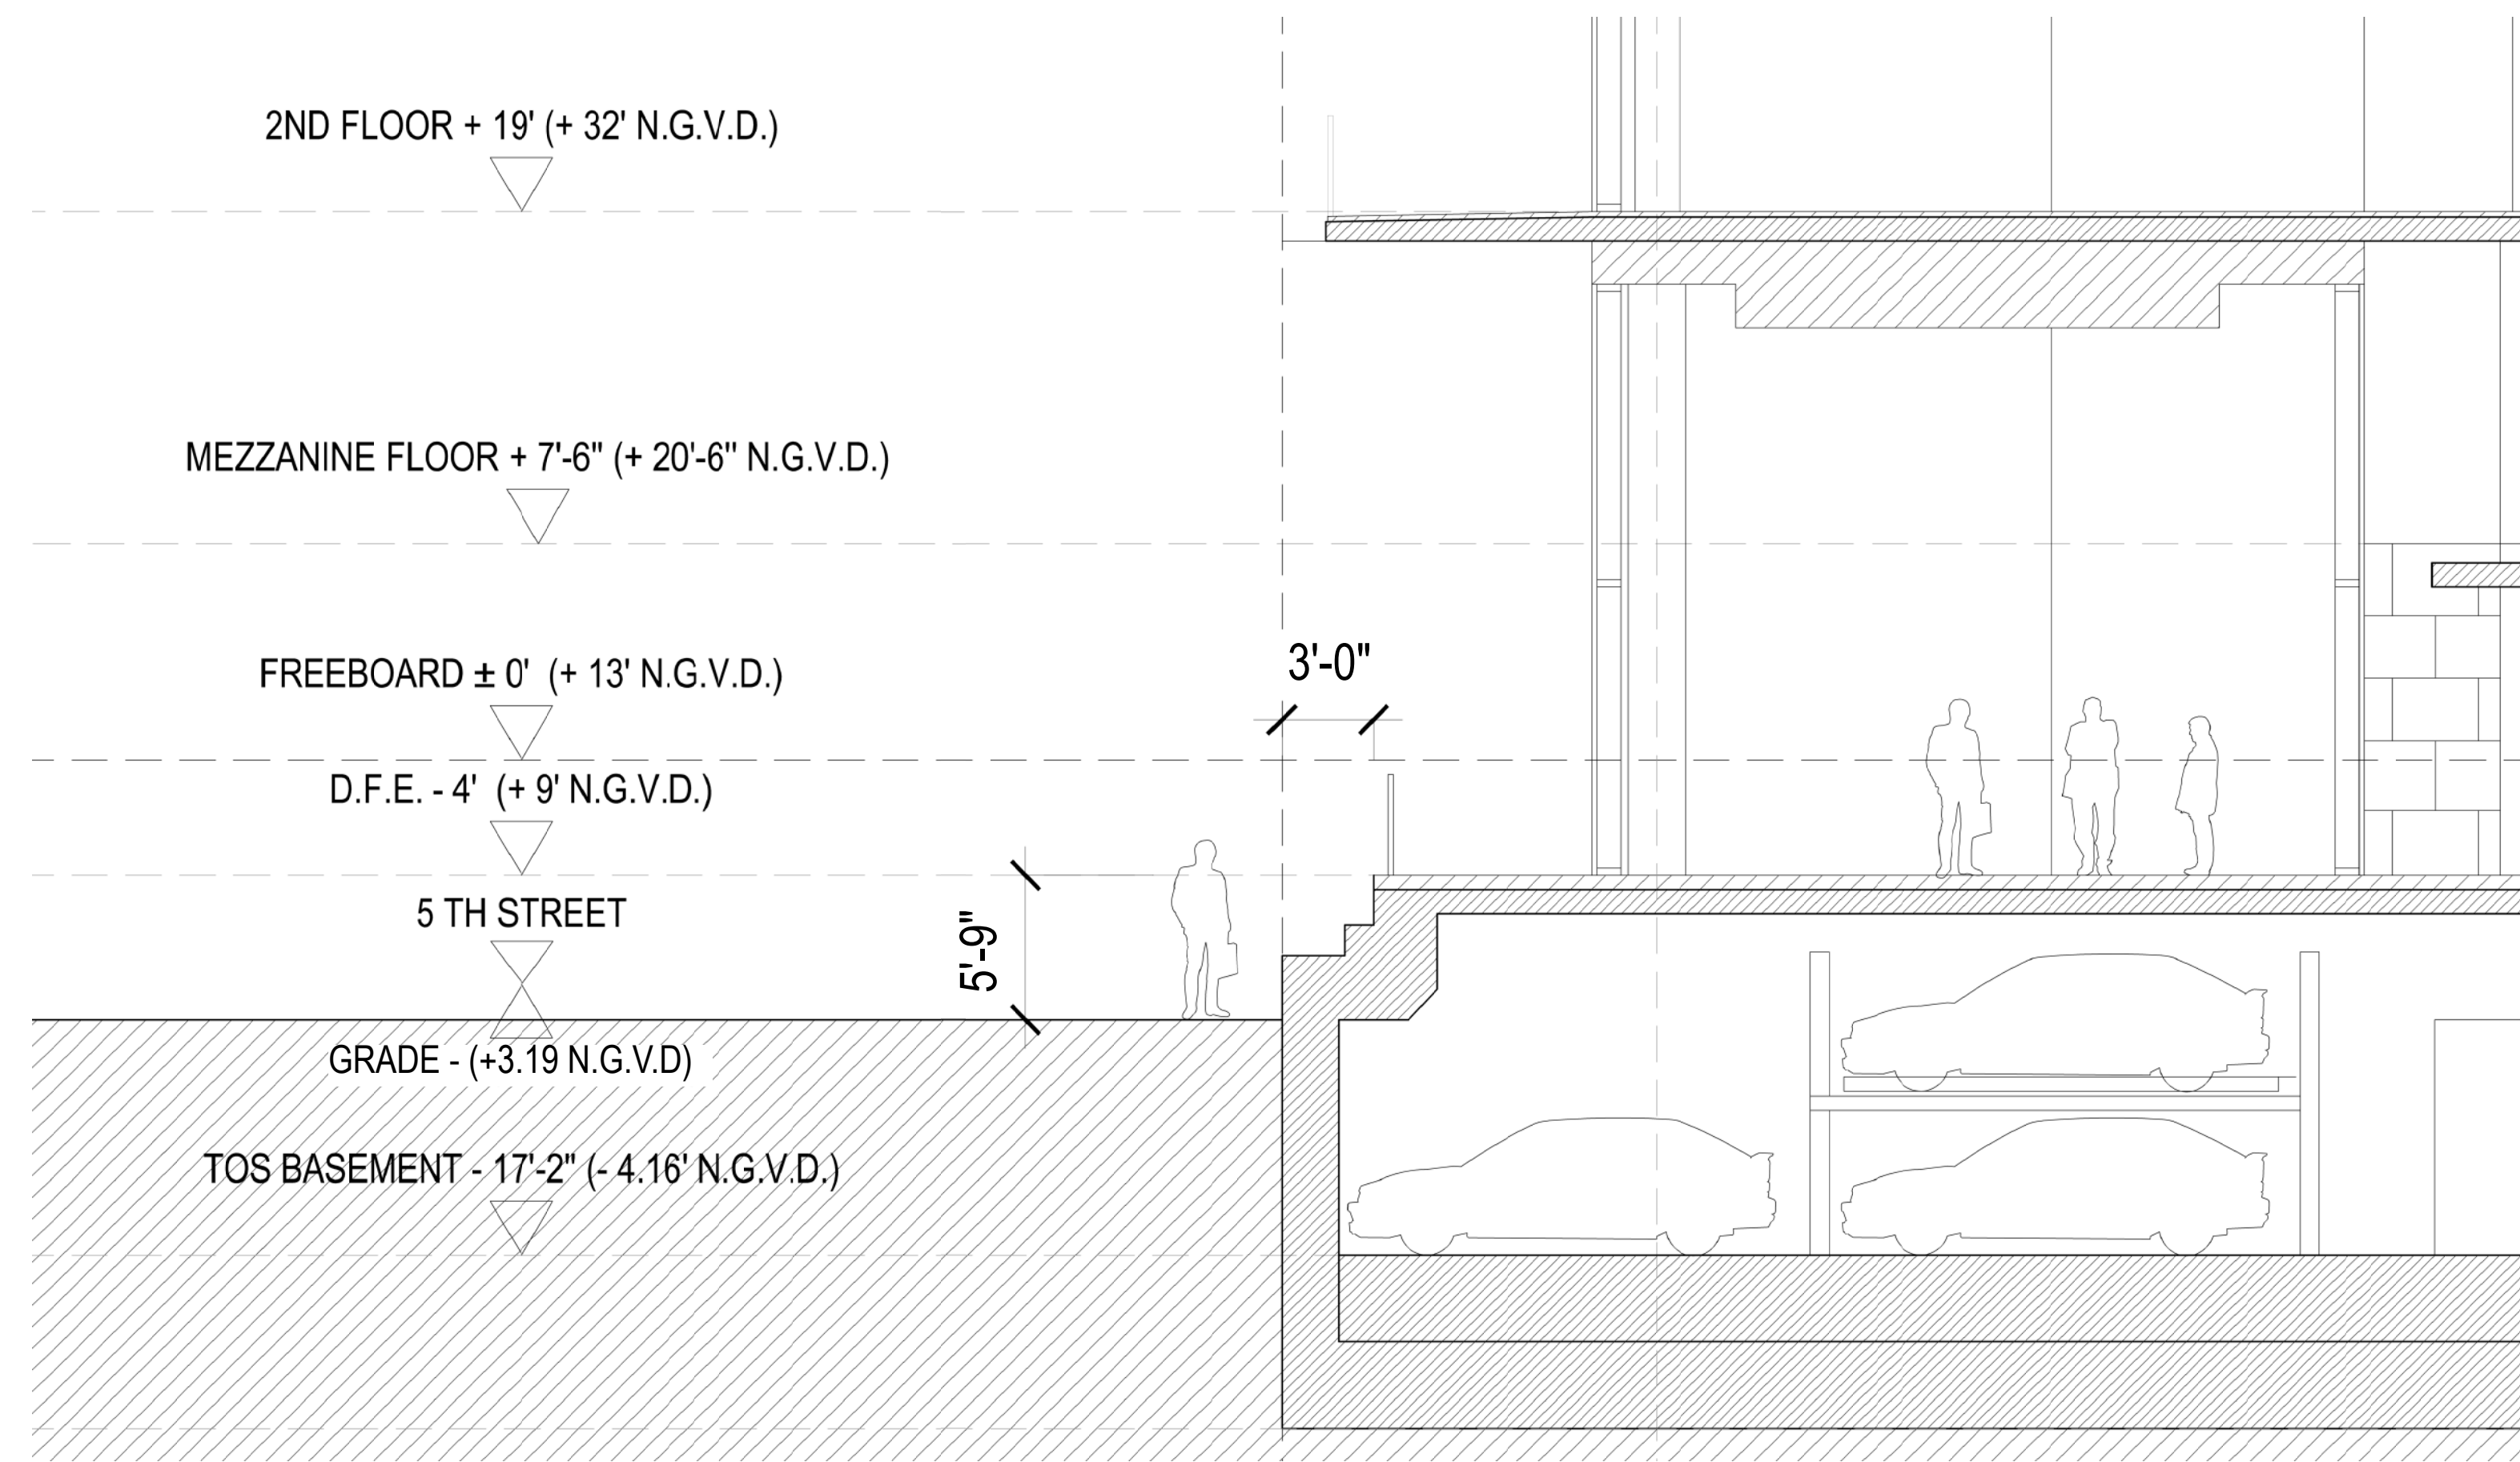 2ND FLOOR + 19' (+ 32' N.G.V.D.)
MEZZANINE FLOOR + 7'-6" (+ 20'-6" N.G.V.D.)
FREEBOARD ± 0' (+ 13' N.G.V.D.)
3'-0"
D.F.E. - 4' (+ 9' N.G.V.D.)
5 TH STREET
5'-9"
GRADE - (+3.19 N.G.V.D)
TOS BASEMENT - 17'-2" (- 4.16' N.G.V.D.)